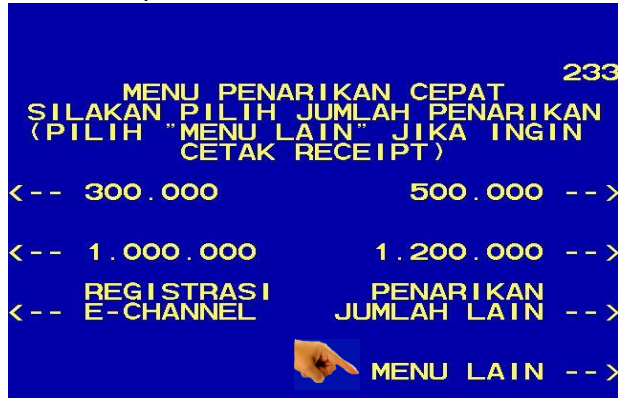 233
MENU PENARIKAN CEPAT
SILAKAN PILIH JUMLAH PENARIKAN
(PILIH "MENU LAIN" JIKA INGIN
CETAK RECEIPT)
<-- 300.000 500.000 -->
<-- 1.000.000 1.200.000 -->
REGISTRASI PENARIKAN
<-- E-CHANNEL JUMLAH LAIN -->
MENU LAIN -->